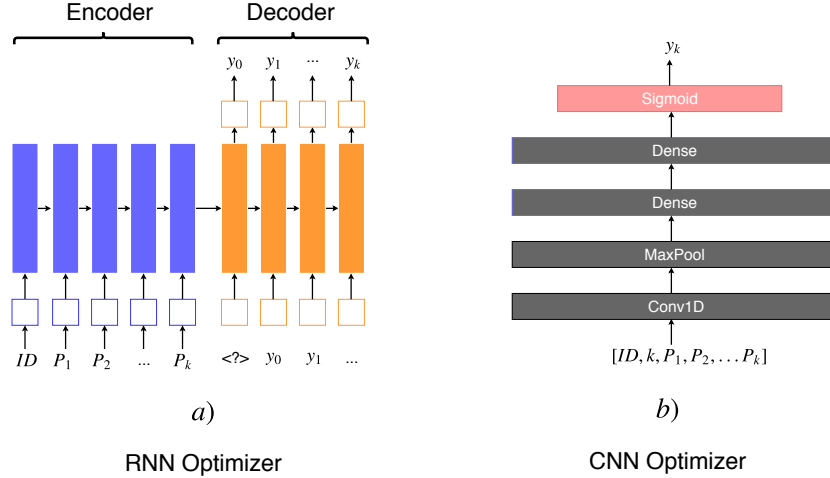 Encoder Decoder
y₀ y₁ ... yₖ
ID P₁ P₂ ... Pₖ <?> y₀ y₁ ...
a)
RNN Optimizer
yₖ
Sigmoid
Dense
Dense
MaxPool
Conv1D
[ID, k, P₁, P₂, ... Pₖ]
b)
CNN Optimizer